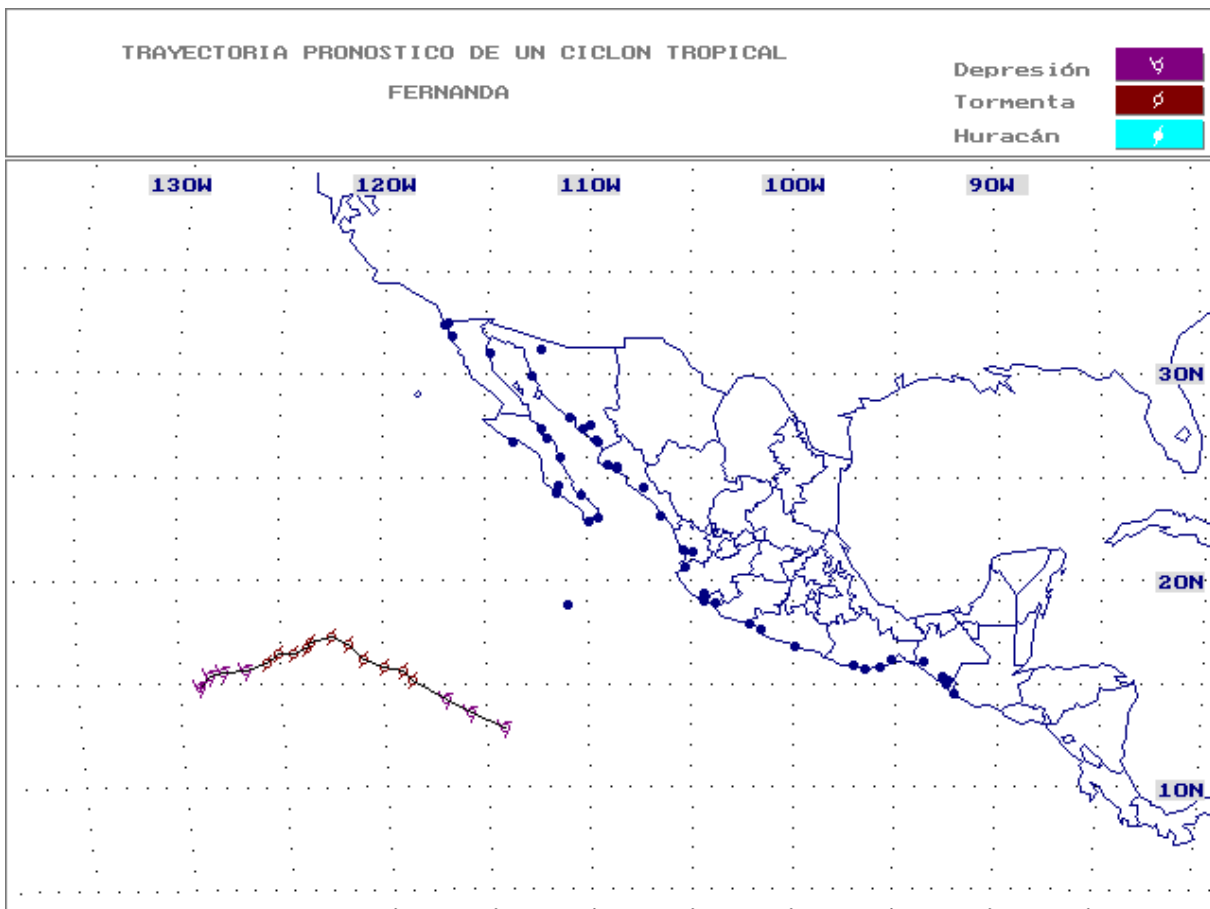 TRAYECTORIA PRONOSTICO DE UN CICLON TROPICAL
FERNANDA
Depresión
Tormenta
Huracán
130W 120W 110W 100W 90W
30N
20N
10N